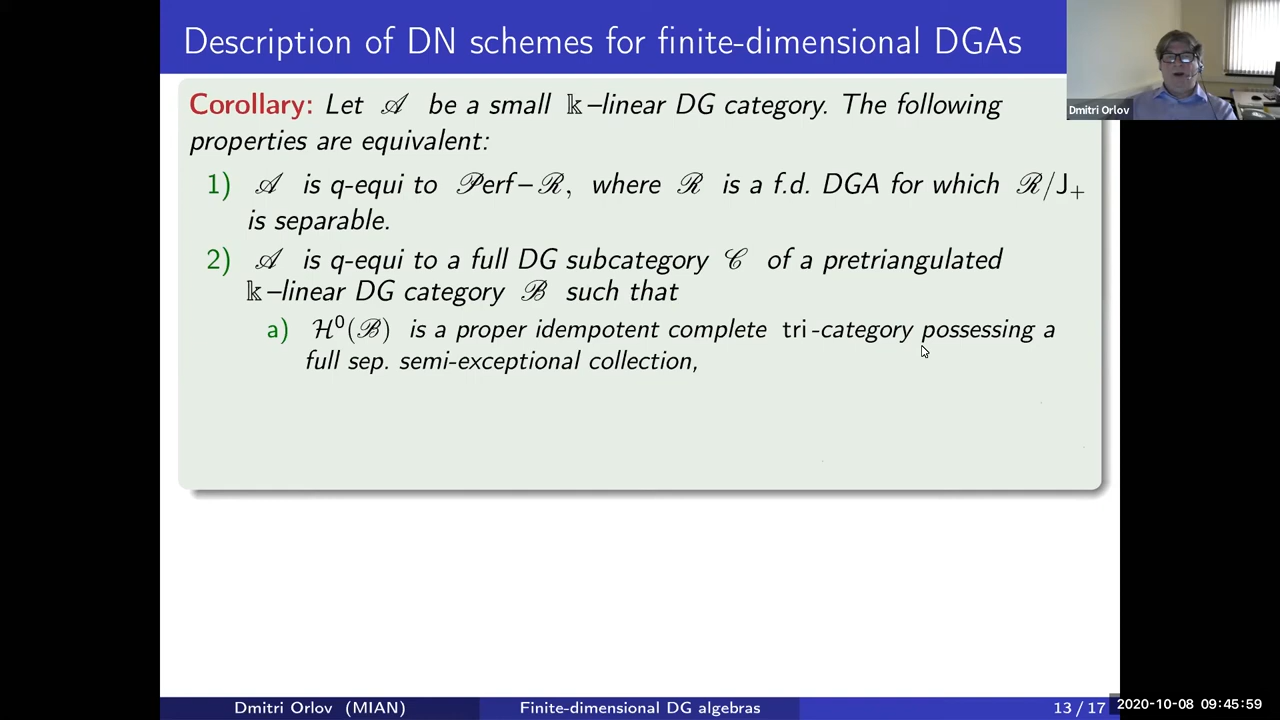 Description of DN schemes for finite-dimensional DGAs
Dmitri Orlov
Corollary: Let 𝒜 be a small 𝕜–linear DG category. The following
properties are equivalent:
1) 𝒜 is q-equi to 𝒫erf–ℛ, where ℛ is a f.d. DGA for which ℛ/J₊
is separable.
2) 𝒜 is q-equi to a full DG subcategory 𝒞 of a pretriangulated
𝕜–linear DG category ℬ such that
a) ℋ⁰(ℬ) is a proper idempotent complete tri-category possessing a
full sep. semi-exceptional collection,
Dmitri Orlov (MIAN)
Finite-dimensional DG algebras
13 / 17
2020-10-08 09:45:59